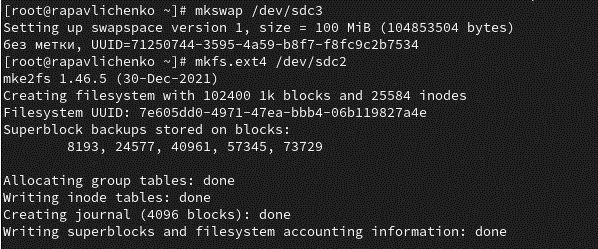 [root@rapavlichenko ~]# mkswap /dev/sdc3
Setting up swapspace version 1, size = 100 MiB (104853504 bytes)
без метки, UUID=71250744-3595-4a59-b8f7-f8fc9c2b7534
[root@rapavlichenko ~]# mkfs.ext4 /dev/sdc2
mke2fs 1.46.5 (30-Dec-2021)
Creating filesystem with 102400 1k blocks and 25584 inodes
Filesystem UUID: 7e605dd0-4971-47ea-bbb4-06b119827a4e
Superblock backups stored on blocks:
        8193, 24577, 40961, 57345, 73729

Allocating group tables: done
Writing inode tables: done
Creating journal (4096 blocks): done
Writing superblocks and filesystem accounting information: done